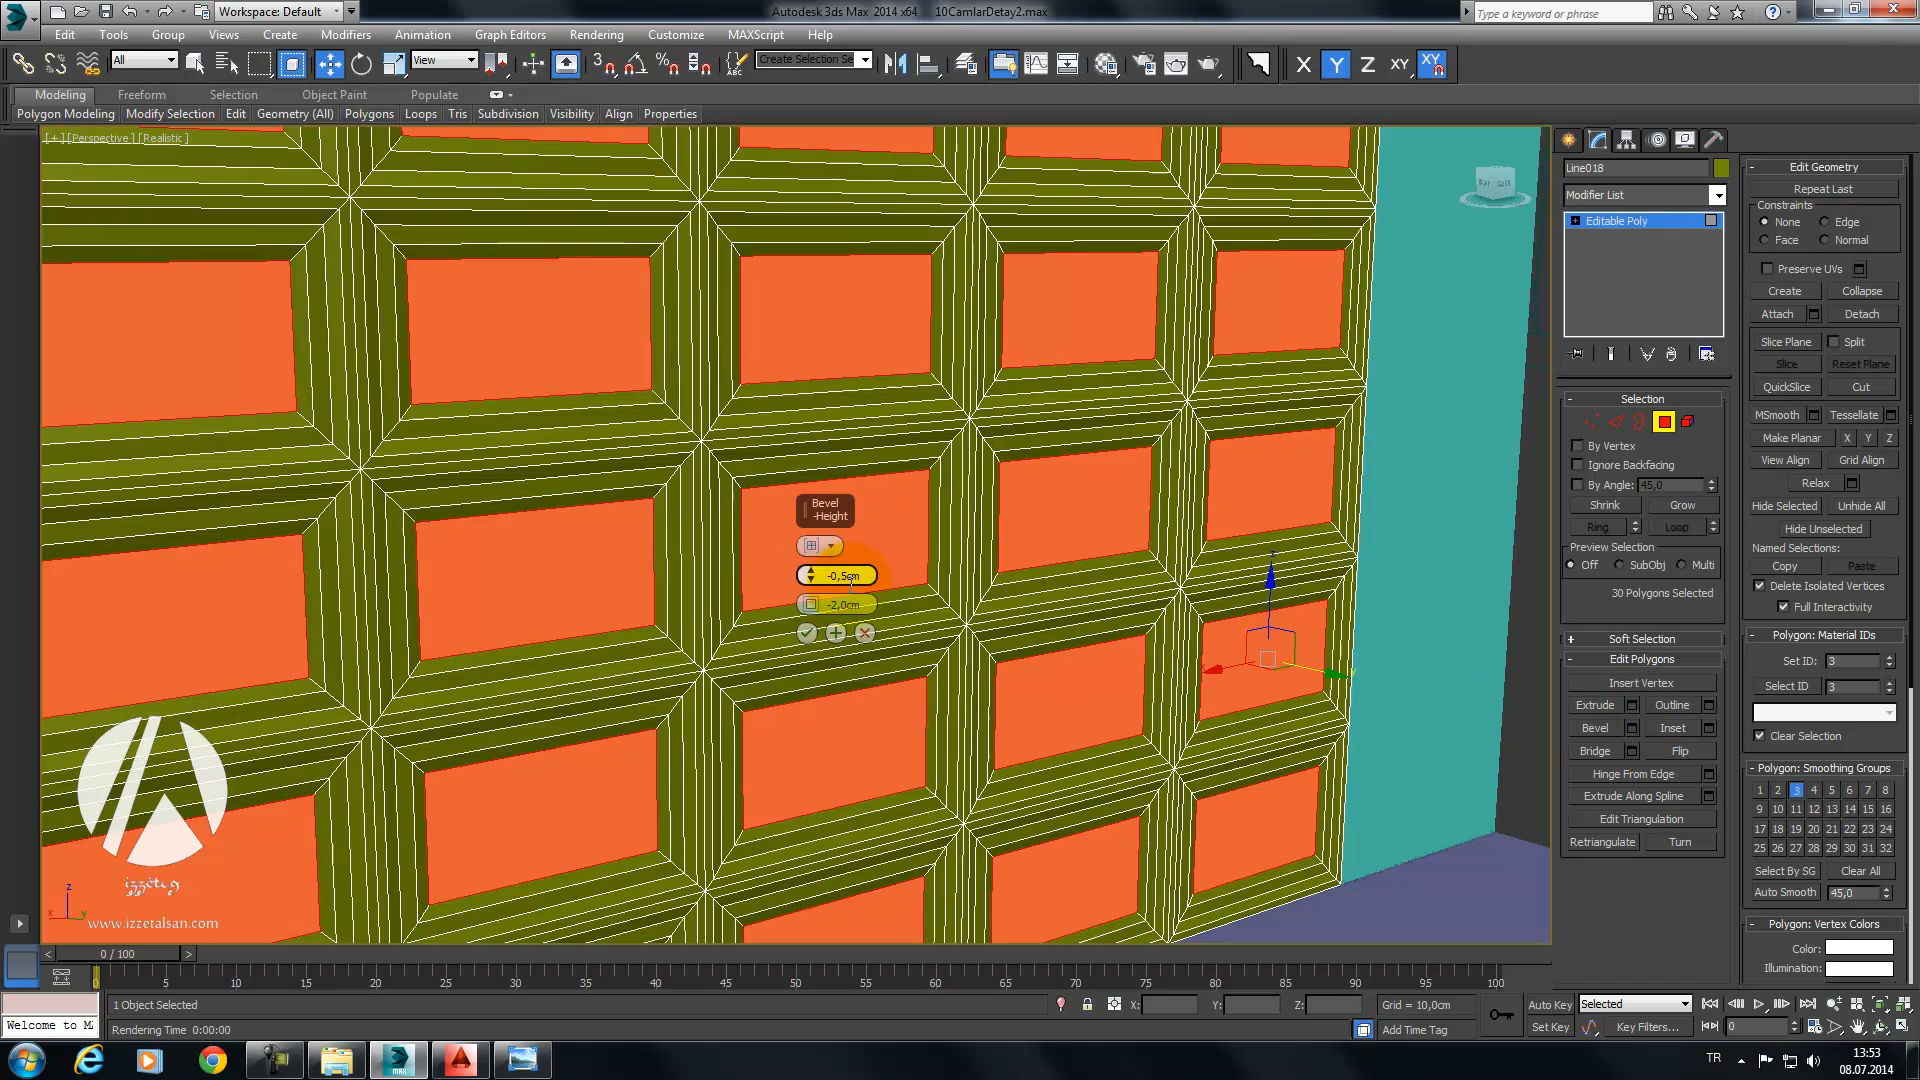 Workspace: Default
Autodesk 3ds Max 2014 x64 10CamlarDetay2.max
Type a keyword or phrase
Edit Tools Group Views Create Modifiers Animation Graph Editors Rendering Customize MAXScript Help
All
View
Create Selection Se
X Y Z XY XY
Modeling Freeform Selection Object Paint Populate
Polygon Modeling Modify Selection Edit Geometry (All) Polygons Loops Tris Subdivision Visibility Align Properties
[+][Perspective][Realistic]
Line018
Modifier List
Editable Poly
Selection
By Vertex
Ignore Backfacing
By Angle: 45,0
Shrink Grow
Ring Loop
Preview Selection
Off SubObj Multi
30 Polygons Selected
Soft Selection
Edit Polygons
Insert Vertex
Extrude Outline
Bevel Inset
Bridge Flip
Hinge From Edge
Extrude Along Spline
Edit Triangulation
Retriangulate Turn
Edit Geometry
Repeat Last
Constraints
None Edge
Face Normal
Preserve UVs
Create Collapse
Attach Detach
Slice Plane Split
Slice Reset Plane
QuickSlice Cut
MSmooth Tessellate
Make Planar X Y Z
View Align Grid Align
Relax
Hide Selected Unhide All
Hide Unselected
Named Selections:
Copy Paste
Delete Isolated Vertices
Full Interactivity
Polygon: Material IDs
Set ID: 3
Select ID 3
Clear Selection
Polygon: Smoothing Groups
1 2 3 4 5 6 7 8
9 10 11 12 13 14 15 16
17 18 19 20 21 22 23 24
25 26 27 28 29 30 31 32
Select By SG Clear All
Auto Smooth 45,0
Polygon: Vertex Colors
Color:
Illumination:
Bevel
-Height
-0,5cm
-2,0cm
www.izzetalsan.com
0 / 100
0 5 10 15 20 25 30 35 40 45 50 55 60 65 70 75 80 85 90 95 100
1 Object Selected
X: Y: Z:
Grid = 10,0cm
Auto Key Selected
Welcome to M
Rendering Time 0:00:00
Add Time Tag
Set Key Key Filters...
0
TR
13:53
08.07.2014